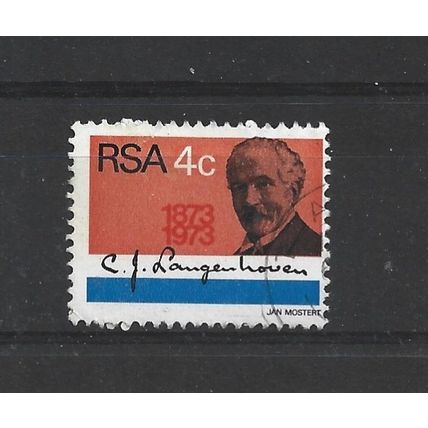 RSA 4c
1873
1973
C. J. Langenhoven
JAN MOSTERT